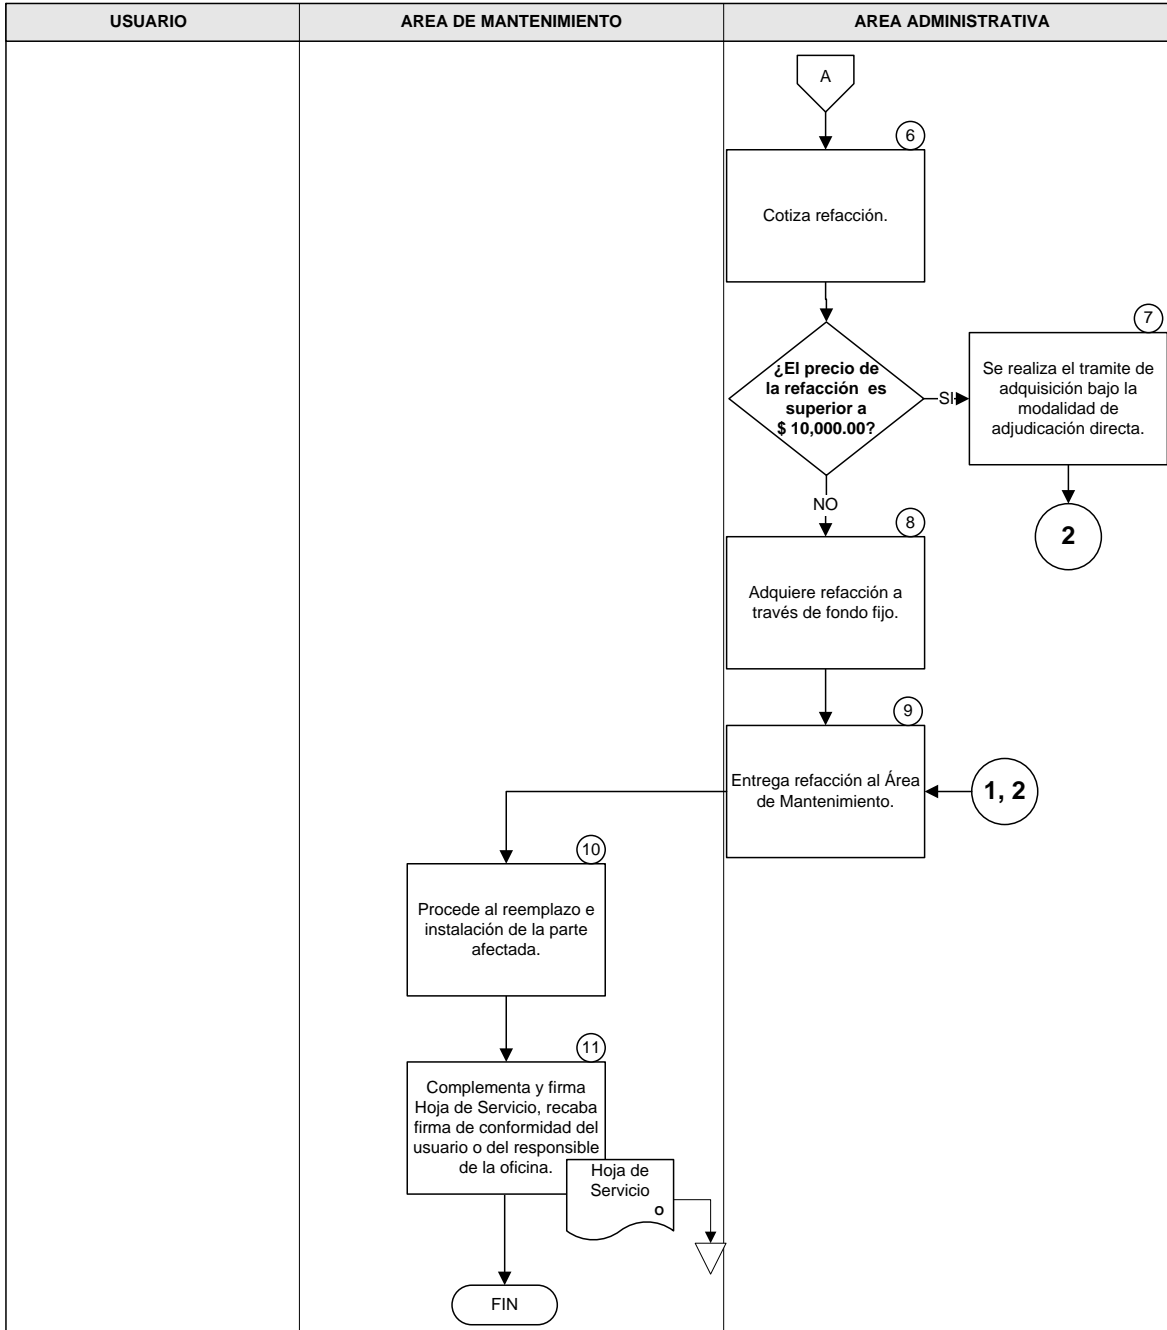 USUARIO
AREA DE MANTENIMIENTO
AREA ADMINISTRATIVA
A
6
Cotiza refacción.
¿El precio de
la refacción es
superior a
$ 10,000.00?
SI
7
Se realiza el tramite de
adquisición bajo la
modalidad de
adjudicación directa.
2
NO
8
Adquiere refacción a
través de fondo fijo.
9
Entrega refacción al Área
de Mantenimiento.
1, 2
10
Procede al reemplazo e
instalación de la parte
afectada.
11
Complementa y firma
Hoja de Servicio, recaba
firma de conformidad del
usuario o del responsible
de la oficina.
Hoja de
Servicio
o
FIN